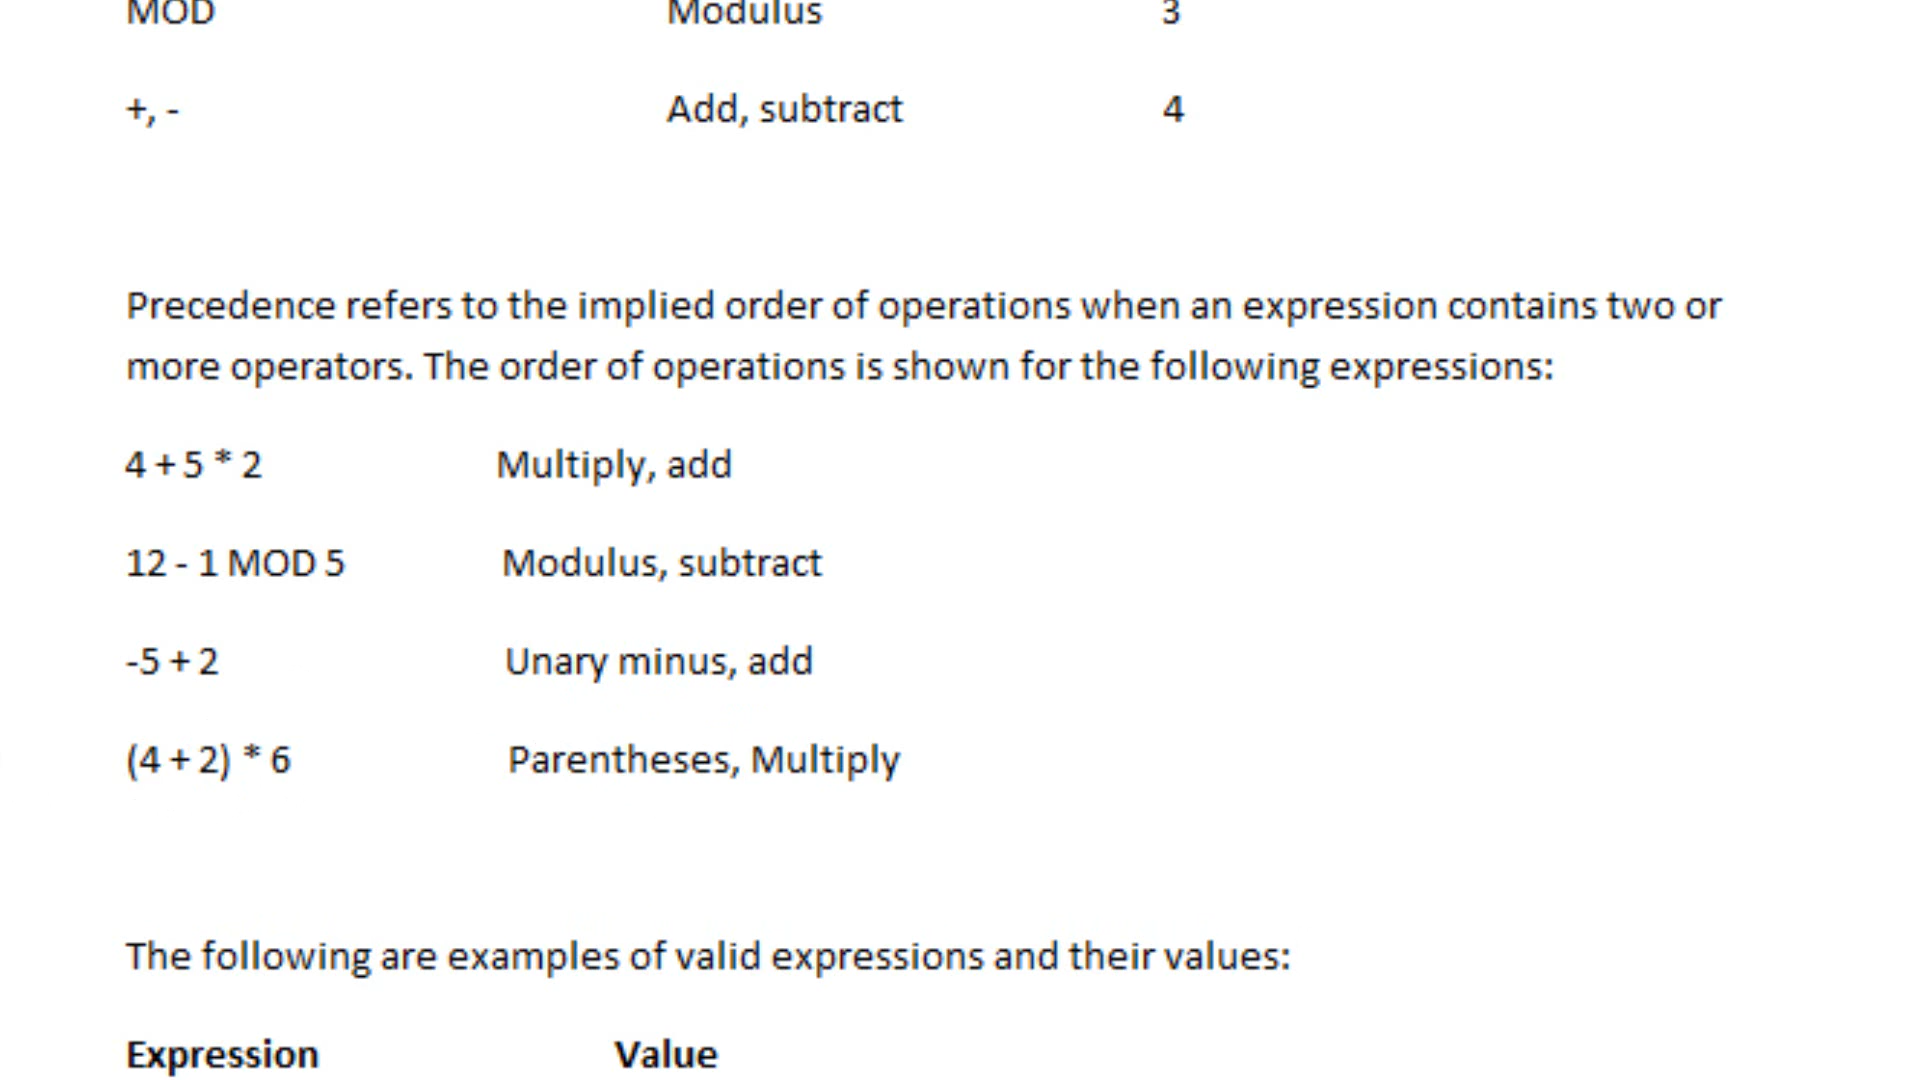 MOD Modulus 3
+, - Add, subtract 4
Precedence refers to the implied order of operations when an expression contains two or
more operators. The order of operations is shown for the following expressions:
4 + 5 * 2 Multiply, add
12 - 1 MOD 5 Modulus, subtract
-5 + 2 Unary minus, add
(4 + 2) * 6 Parentheses, Multiply
The following are examples of valid expressions and their values:
Expression Value